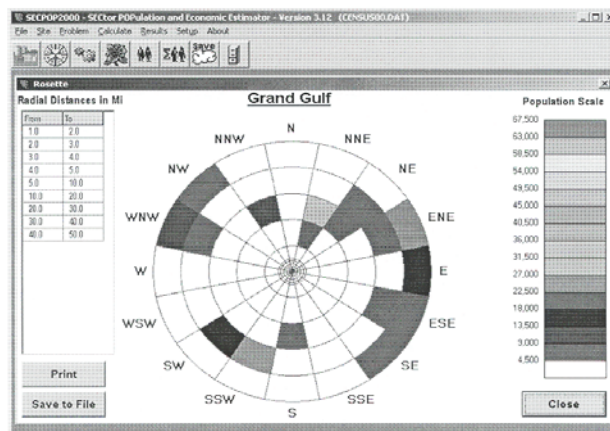 SECPOP2000 - SECtor POPulation and Economic Estimator - Version 3.12 (CENSUS00.DAT)
File Site Problem Calculate Results Setup About
SAVE
Rosette
Radial Distances in Mi
Grand Gulf
Population Scale
From To
1.0 2.0
2.0 3.0
3.0 4.0
4.0 5.0
5.0 10.0
10.0 20.0
20.0 30.0
30.0 40.0
40.0 50.0
N
NNE
NE
ENE
E
ESE
SE
SSE
S
SSW
SW
WSW
W
WNW
NW
NNW
67,500
63,000
58,500
54,000
49,500
45,000
40,500
36,000
31,500
27,000
22,500
18,000
13,500
9,000
4,500
Print
Save to File
Close